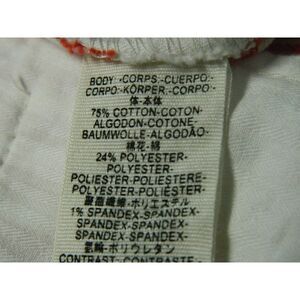 BODY:-CORPS:-CUERPO:-
CORPO:-KÖRPER:-CORPO:-
体:-本体
75% COTTON-COTON-
ALGODON-COTONE-
BAUMWOLLE-ALGODÃO-
棉花-綿
24% POLYESTER-
POLYESTER-
POLIESTER-POLIESTERE-
POLYESTER-POLIÉSTER-
聚酯纖維-ポリエステル
1% SPANDEX-SPANDEX-
SPANDEX-SPANDEX-
SPANDEX-SPANDEX-
氨綸-ポリウレタン
CONTRAST:-CONTRASTE:-